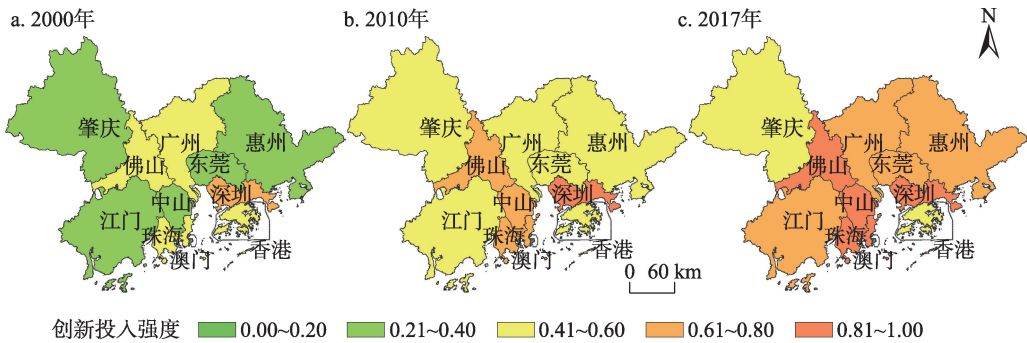 a. 2000年
b. 2010年
c. 2017年
N
肇庆
广州
惠州
佛山
东莞
江门
中山
深圳
珠海
澳门
香港
肇庆
广州
惠州
佛山
东莞
江门
中山
深圳
珠海
澳门
香港
肇庆
广州
惠州
佛山
东莞
江门
中山
深圳
珠海
澳门
香港
0 60 km
创新投入强度 0.00~0.20 0.21~0.40 0.41~0.60 0.61~0.80 0.81~1.00